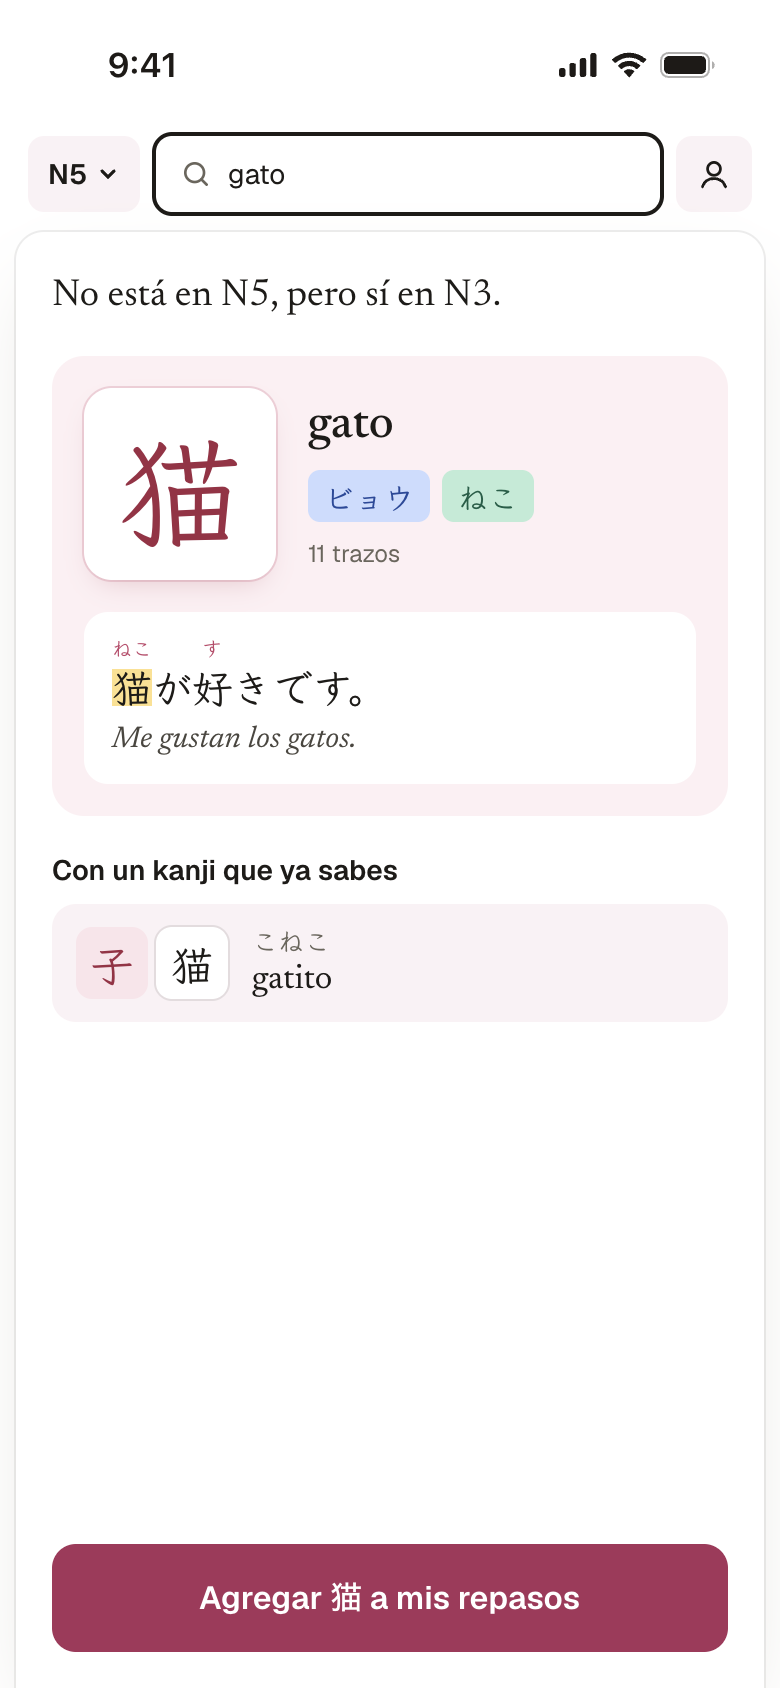 9:41
N5
gato
No está en N5, pero sí en N3.
猫
gato
ビョウ ねこ
11 trazos
ねこ す
猫が好きです。
Me gustan los gatos.
Con un kanji que ya sabes
子 猫
こねこ
gatito
Agregar 猫 a mis repasos